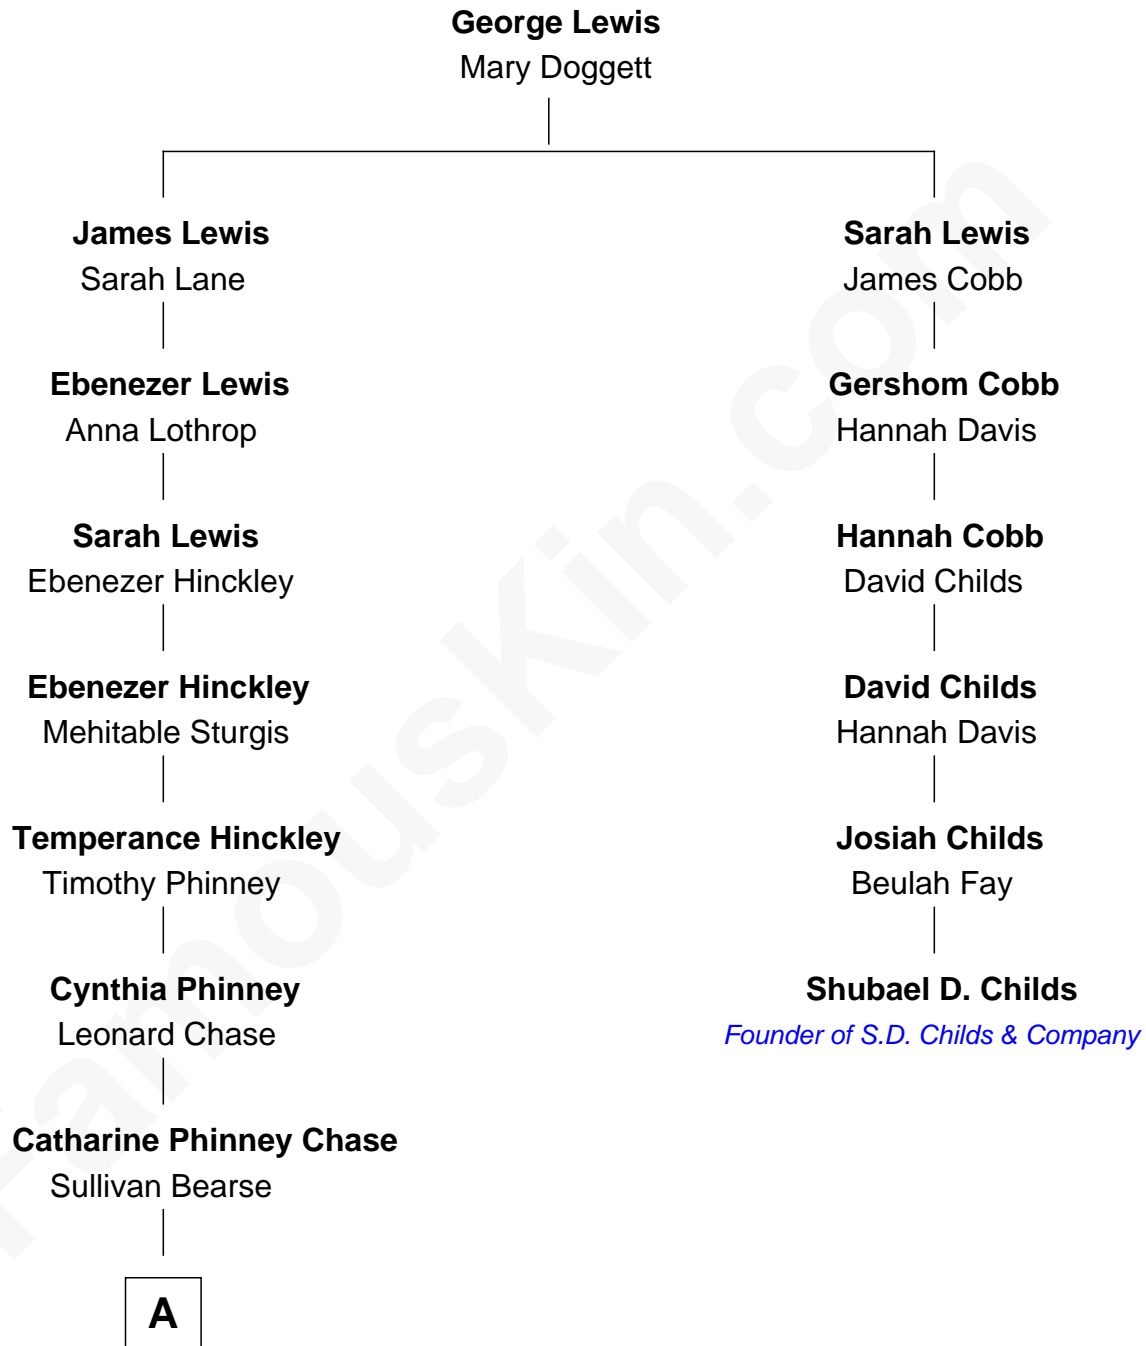 George Lewis
Mary Doggett
James Lewis
Sarah Lane
Sarah Lewis
James Cobb
Ebenezer Lewis
Anna Lothrop
Gershom Cobb
Hannah Davis
Sarah Lewis
Ebenezer Hinckley
Hannah Cobb
David Childs
Ebenezer Hinckley
Mehitable Sturgis
David Childs
Hannah Davis
Temperance Hinckley
Timothy Phinney
Josiah Childs
Beulah Fay
Cynthia Phinney
Leonard Chase
Shubael D. Childs
Founder of S.D. Childs & Company
Catharine Phinney Chase
Sullivan Bearse
A
FamousKin.com